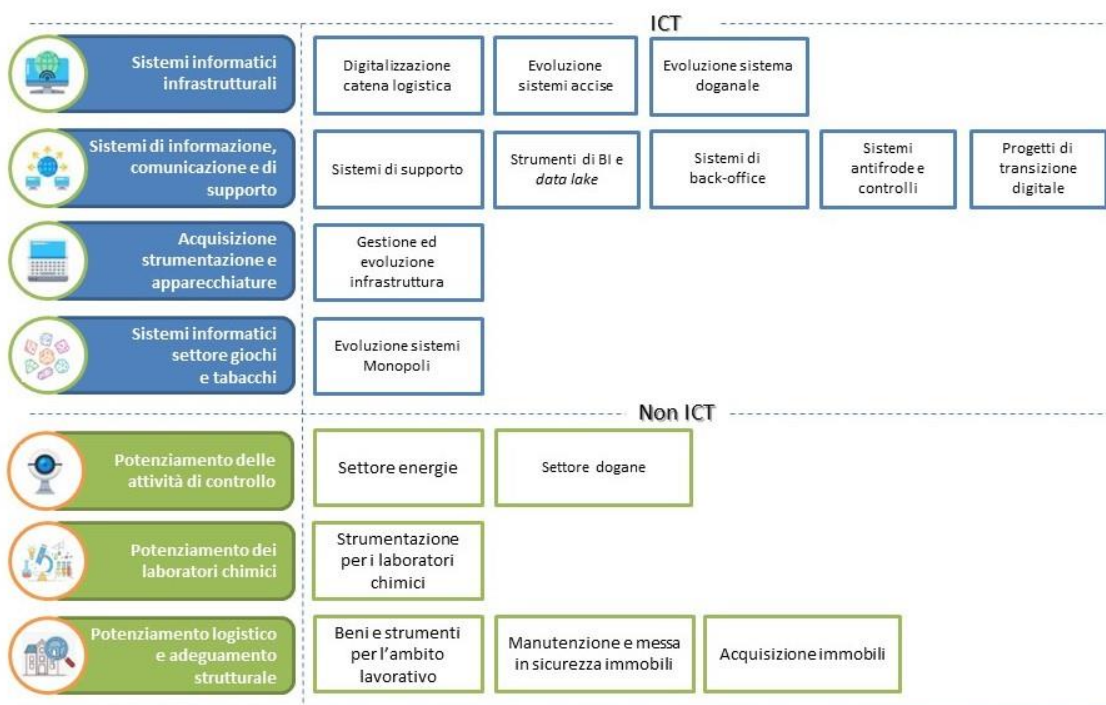 ICT
Sistemi informatici
infrastrutturali
Digitalizzazione
catena logistica
Evoluzione
sistemi accise
Evoluzione sistema
doganale
Sistemi di informazione,
comunicazione e di
supporto
Sistemi di supporto
Strumenti di BI e
data lake
Sistemi di
back-office
Sistemi
antifrode e
controlli
Progetti di
transizione
digitale
Acquisizione
strumentazione e
apparecchiature
Gestione ed
evoluzione
infrastruttura
Sistemi informatici
settore giochi
e tabacchi
Evoluzione sistemi
Monopoli
Non ICT
Potenziamento delle
attività di controllo
Settore energie
Settore dogane
Potenziamento dei
laboratori chimici
Strumentazione
per i laboratori
chimici
Potenziamento logistico
e adeguamento
strutturale
Beni e strumenti
per l'ambito
lavorativo
Manutenzione e messa
in sicurezza immobili
Acquisizione immobili